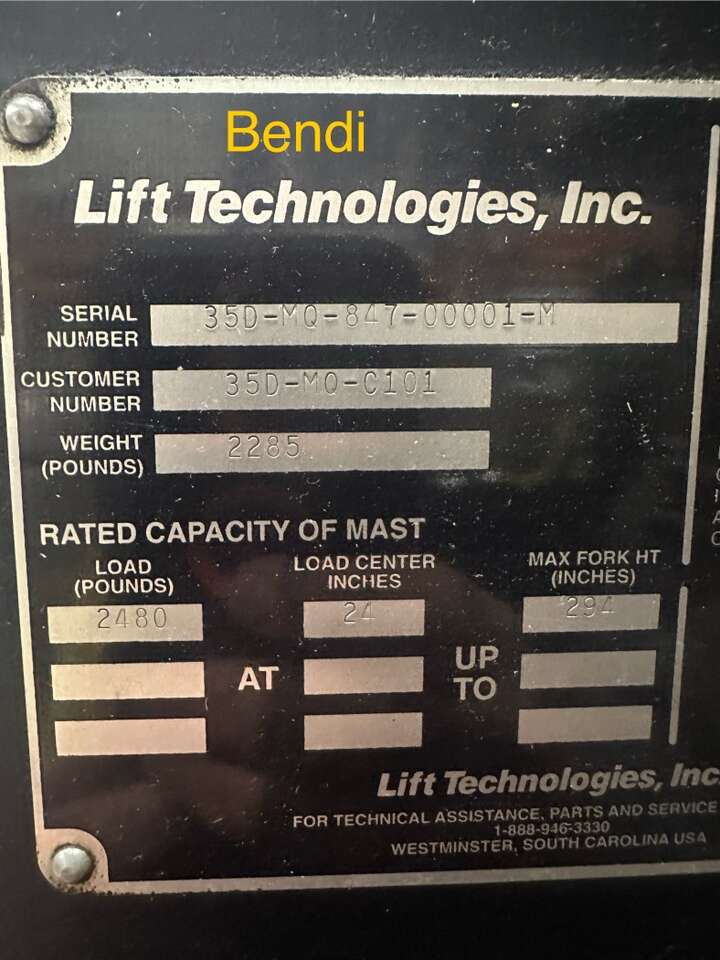 Bendi
Lift Technologies, Inc.
SERIAL NUMBER 35D-MQ-847-00001-M
CUSTOMER NUMBER 35D-MQ-C101
WEIGHT (POUNDS) 2285
RATED CAPACITY OF MAST
LOAD (POUNDS) LOAD CENTER INCHES MAX FORK HT (INCHES)
2480 24 294
AT UP TO
Lift Technologies, Inc
FOR TECHNICAL ASSISTANCE, PARTS AND SERVICE
1-888-946-3330
WESTMINSTER, SOUTH CAROLINA USA